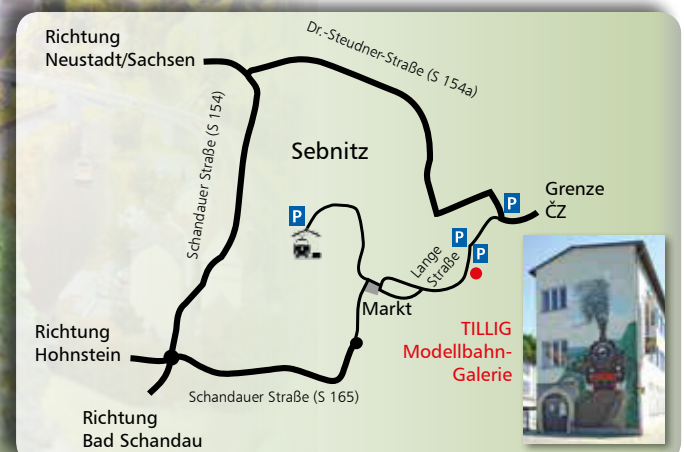 Richtung
Neustadt/Sachsen
Dr.-Steudner-Straße (S 154a)
Schandauer Straße (S 154)
Sebnitz
P
P
Grenze
ČZ
P
P
Lange
Straße
Markt
Richtung
Hohnstein
TILLIG
Modellbahn-
Galerie
Schandauer Straße (S 165)
Richtung
Bad Schandau